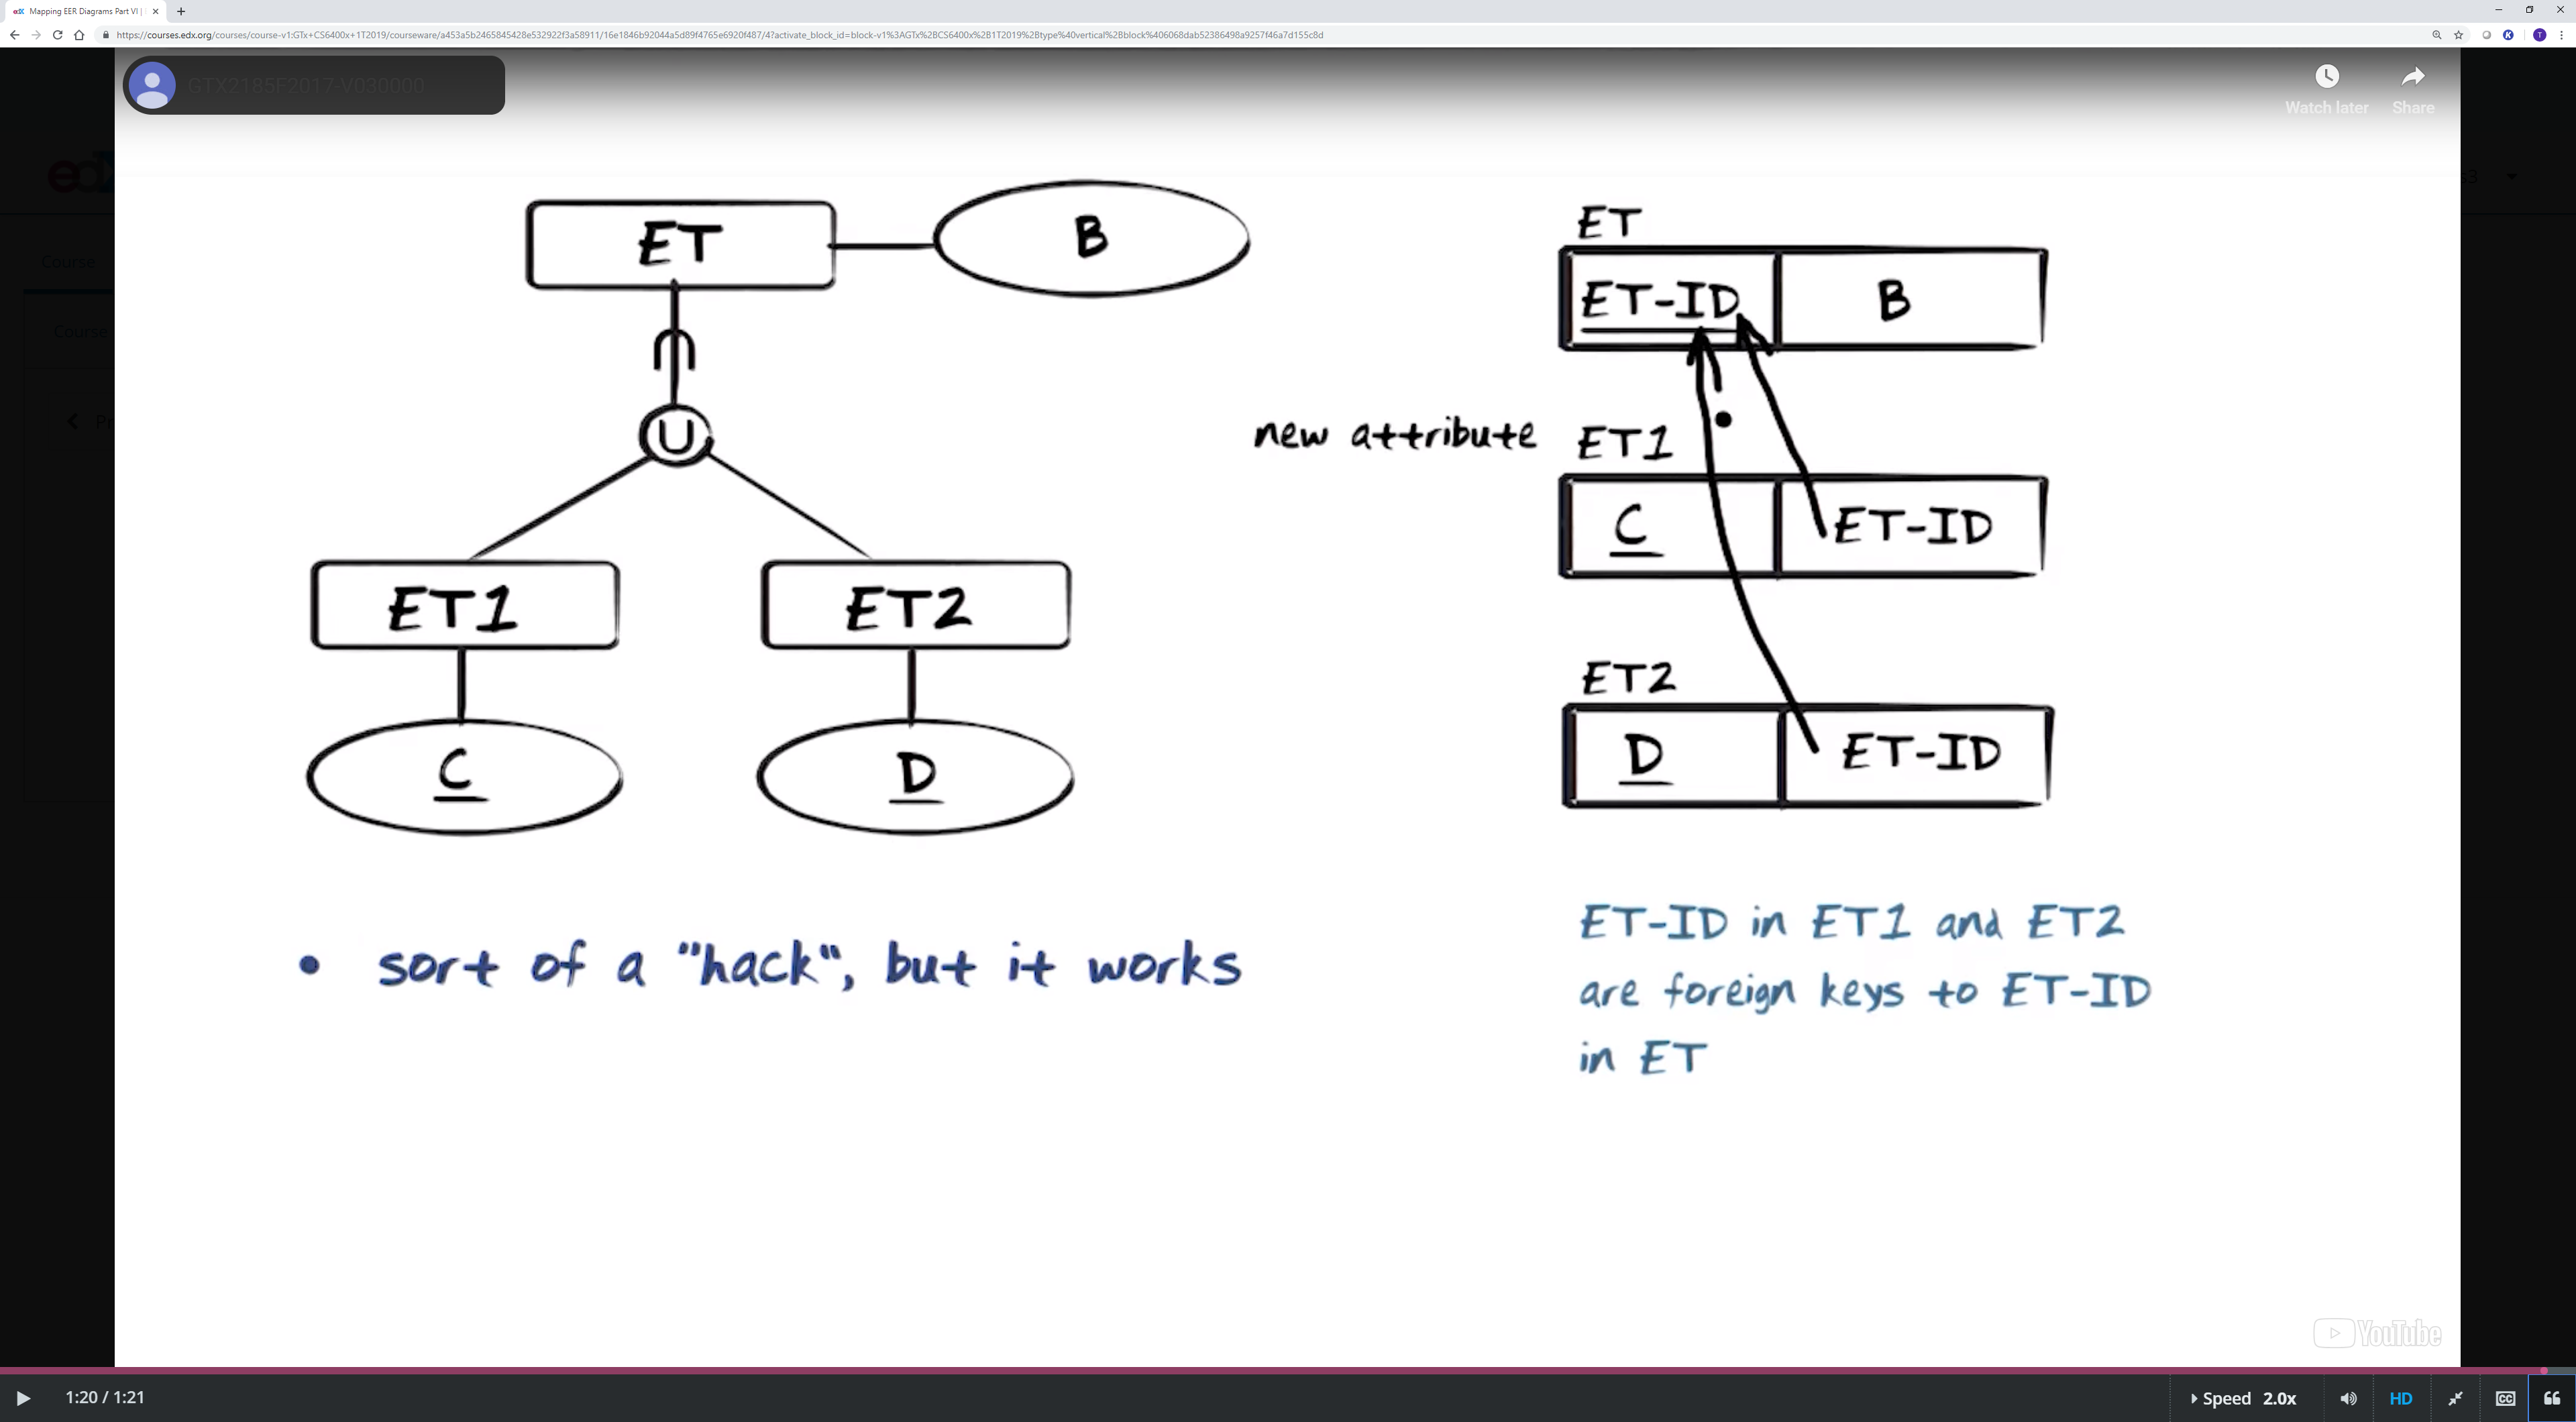 Mapping EER Diagrams Part VI |
https://courses.edx.org/courses/course-v1:GTx+CS6400x+1T2019/courseware/a453a5b2465845428e532922f3a58911/16e1846b92044a5d89f4765e6920f487/4?activate_block_id=block-v1%3AGTx%2BCS6400x%2B1T2019%2Btype%40vertical%2Bblock%406068dab52386498a9257f46a7d155c8d
GTX2185F2017-V030000
Watch later
Share
Course
Course
ET
B
U
ET1
ET2
C
D
• sort of a "hack", but it works
ET
ET-ID
B
new attribute
ET1
C
ET-ID
ET2
D
ET-ID
ET-ID in ET1 and ET2
are foreign keys to ET-ID
in ET
YouTube
1:20 / 1:21
Speed 2.0x
HD
CC